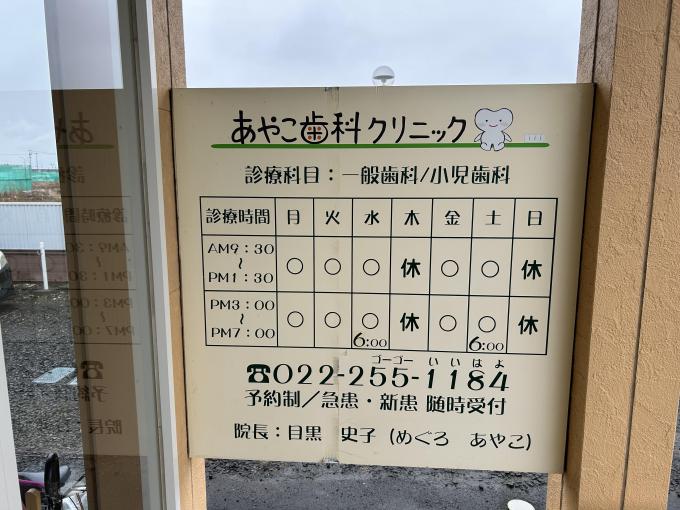 あやこ歯科クリニック
診療科目：一般歯科/小児歯科
診療時間 月 火 水 木 金 土 日
AM9：30 〜 PM1：30 ○ ○ ○ 休 ○ ○ 休
PM3：00 〜 PM7：00 ○ ○ ○ 6:00 休 ○ ○ 6:00 休
ゴーゴー いいはよ
☎022-255-1184
予約制／急患・新患 随時受付
院長：目黒 史子（めぐろ あやこ）